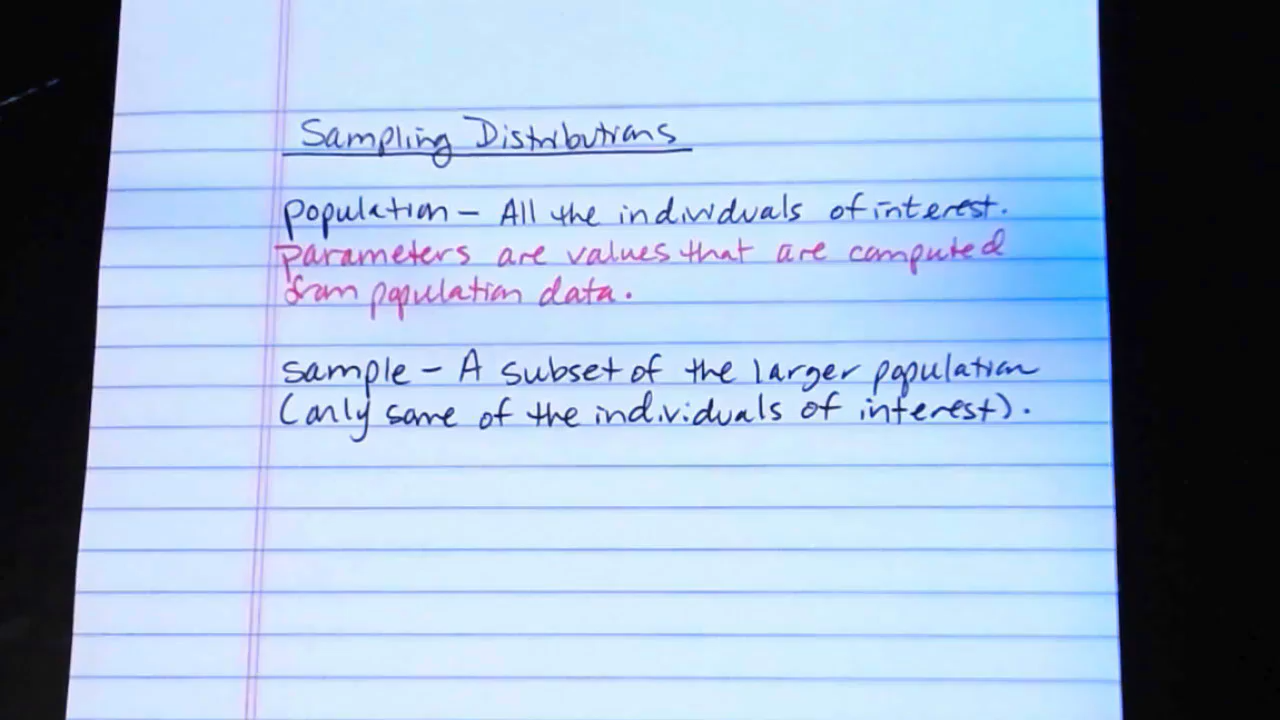 Sampling Distributions
population - All the individuals of interest.
parameters are values that are computed
from population data.
sample - A subset of the larger population
(only some of the individuals of interest).